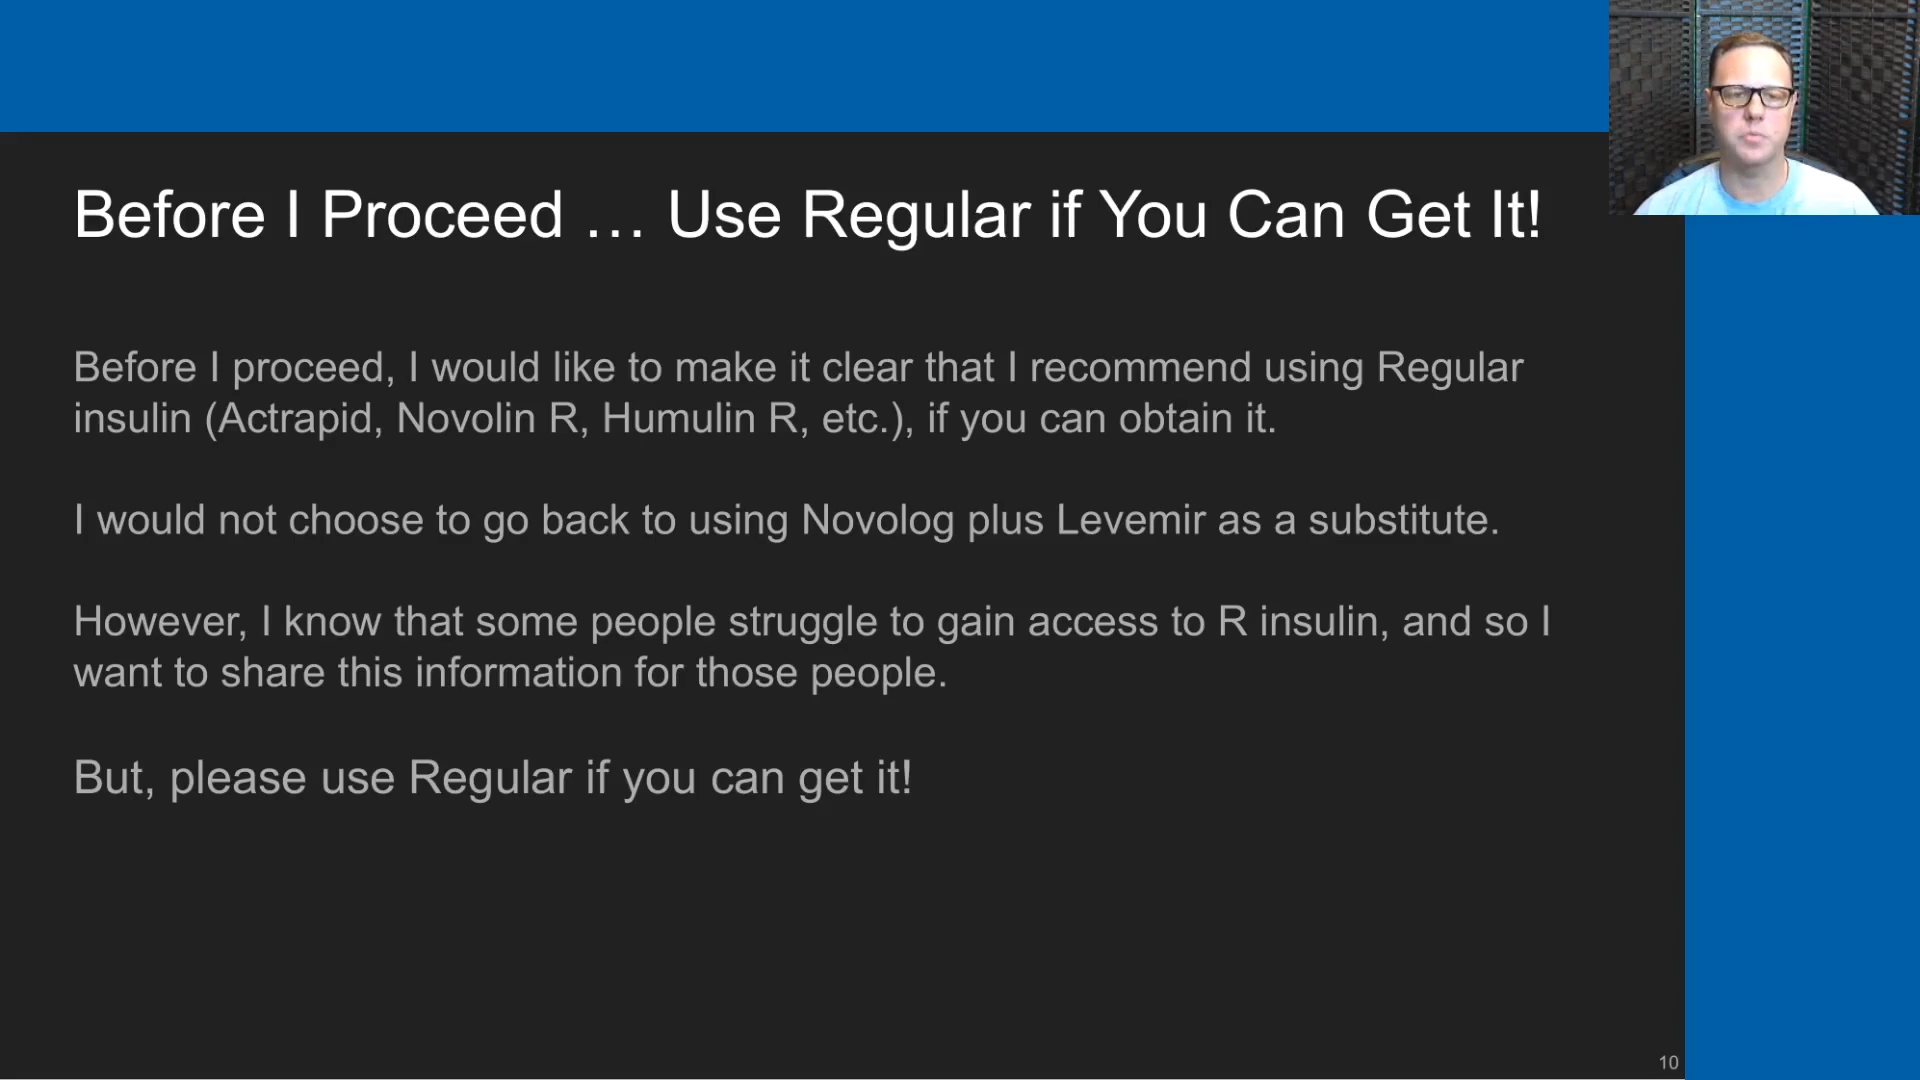 Before I Proceed … Use Regular if You Can Get It!
Before I proceed, I would like to make it clear that I recommend using Regular
insulin (Actrapid, Novolin R, Humulin R, etc.), if you can obtain it.
I would not choose to go back to using Novolog plus Levemir as a substitute.
However, I know that some people struggle to gain access to R insulin, and so I
want to share this information for those people.
But, please use Regular if you can get it!
10